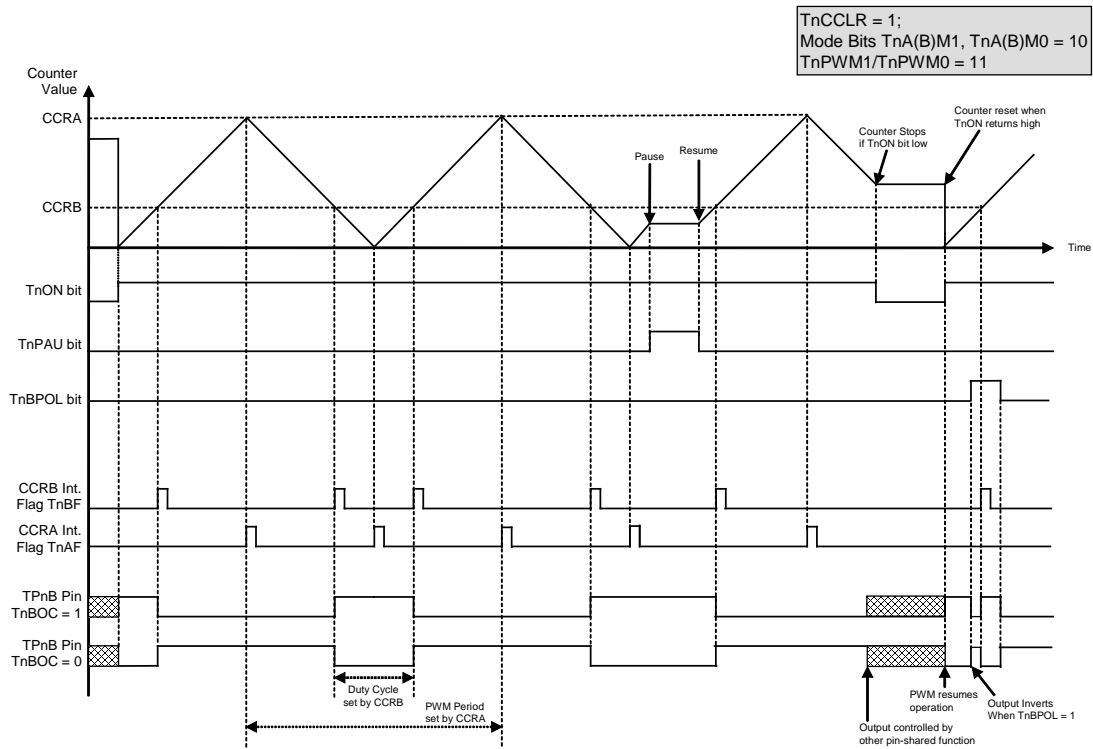 TnCCLR = 1;
Mode Bits TnA(B)M1, TnA(B)M0 = 10
TnPWM1/TnPWM0 = 11
Counter
Value
CCRA
Counter Stops
if TnON bit low
Counter reset when
TnON returns high
Pause
Resume
CCRB
Time
TnON bit
TnPAU bit
TnBPOL bit
CCRB Int.
Flag TnBF
CCRA Int.
Flag TnAF
TPnB Pin
TnBOC = 1
TPnB Pin
TnBOC = 0
Duty Cycle
set by CCRB
PWM Period
set by CCRA
Output controlled by
other pin-shared function
PWM resumes
operation
Output Inverts
When TnBPOL = 1